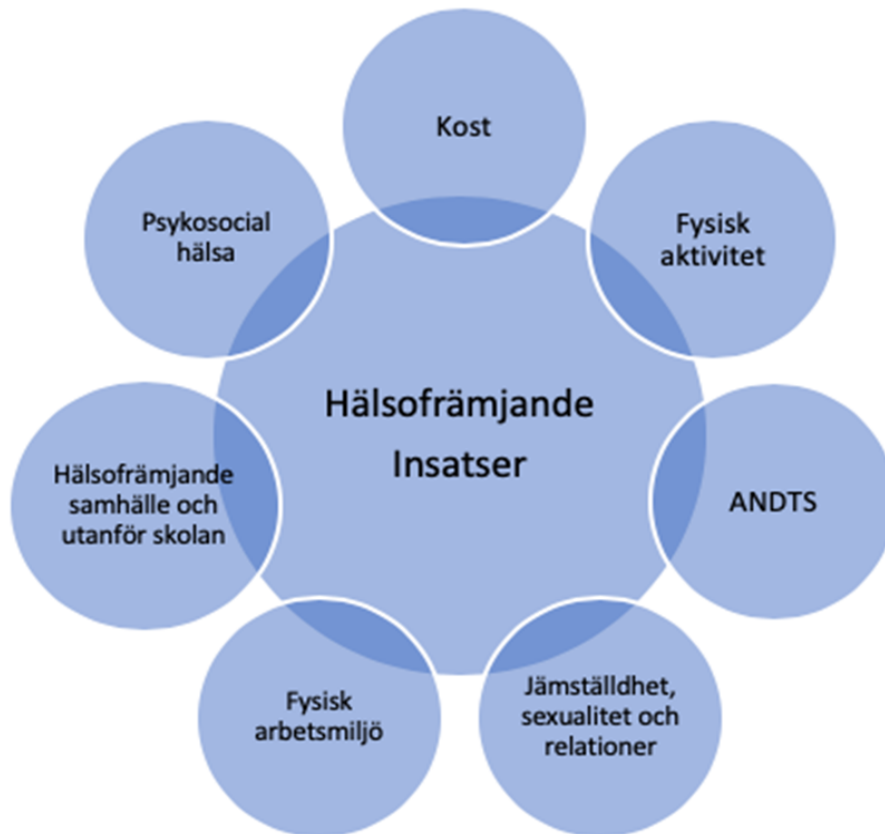 Kost
Fysisk
aktivitet
ANDTS
Jämställdhet,
sexualitet och
relationer
Fysisk
arbetsmiljö
Hälsofrämjande
samhälle och
utanför skolan
Psykosocial
hälsa
Hälsofrämjande
Insatser